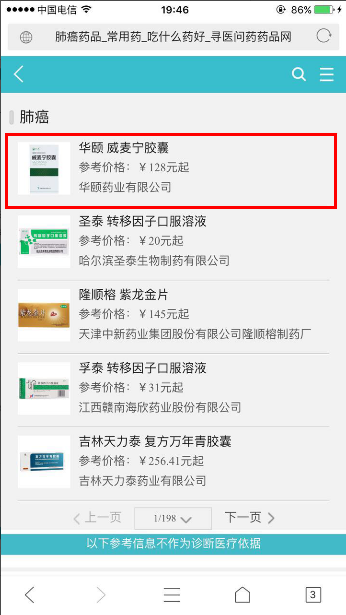 中国电信 19:46 86%
肺癌药品_常用药_吃什么药好_寻医问药药品网
肺癌
华颐 威麦宁胶囊
参考价格：￥128元起
华颐药业有限公司
圣泰 转移因子口服溶液
参考价格：￥20元起
哈尔滨圣泰生物制药有限公司
隆顺榕 紫龙金片
参考价格：￥145元起
天津中新药业集团股份有限公司隆顺榕制药厂
孚泰 转移因子口服溶液
参考价格：￥31元起
江西赣南海欣药业股份有限公司
吉林天力泰 复方万年青胶囊
参考价格：￥256.41元起
吉林天力泰药业有限公司
上一页 1/198 下一页
以下参考信息不作为诊断医疗依据
3